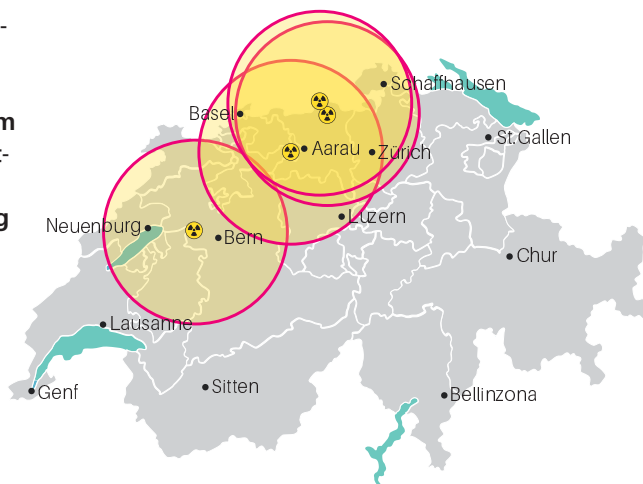 -
m
t-
g
Schaffhausen
Basel
St.Gallen
Aarau
Zürich
Luzern
Neuenburg
Bern
Chur
Lausanne
Sitten
Genf
Bellinzona